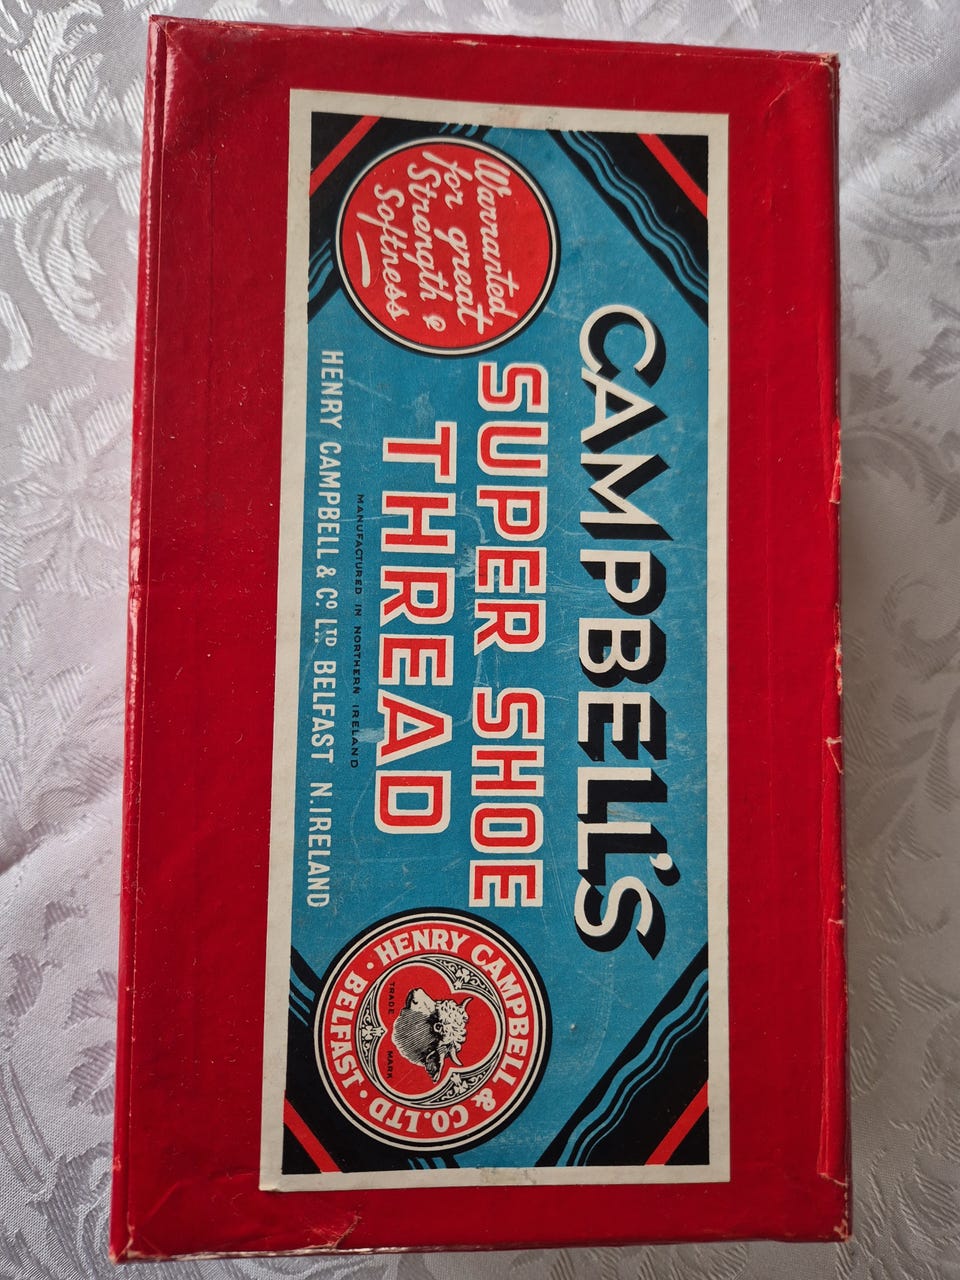 CAMPBELL'S
Warranted
for great
Strength &
Softness
SUPER SHOE
THREAD
MANUFACTURED IN NORTHERN IRELAND
HENRY CAMPBELL & Cº LTD BELFAST N.IRELAND
HENRY CAMPBELL & CO. LTD · BELFAST ·
TRADE MARK